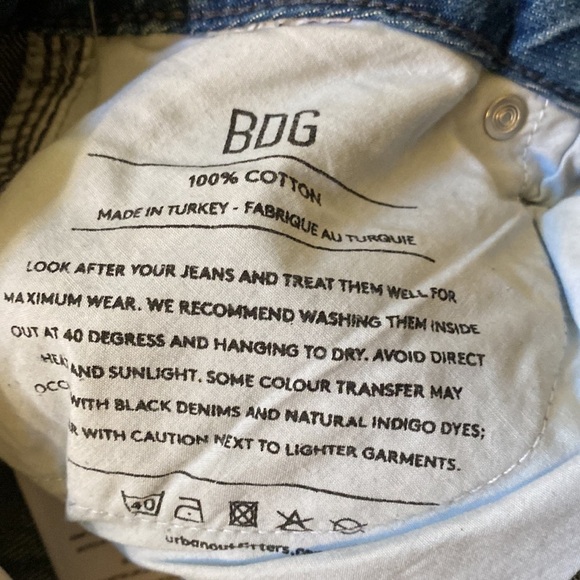 BDG
100% COTTON
MADE IN TURKEY - FABRIQUE AU TURQUIE
LOOK AFTER YOUR JEANS AND TREAT THEM WELL FOR
MAXIMUM WEAR. WE RECOMMEND WASHING THEM INSIDE
OUT AT 40 DEGRESS AND HANGING TO DRY. AVOID DIRECT
HEAT AND SUNLIGHT. SOME COLOUR TRANSFER MAY
WITH BLACK DENIMS AND NATURAL INDIGO DYES;
WITH CAUTION NEXT TO LIGHTER GARMENTS.
40